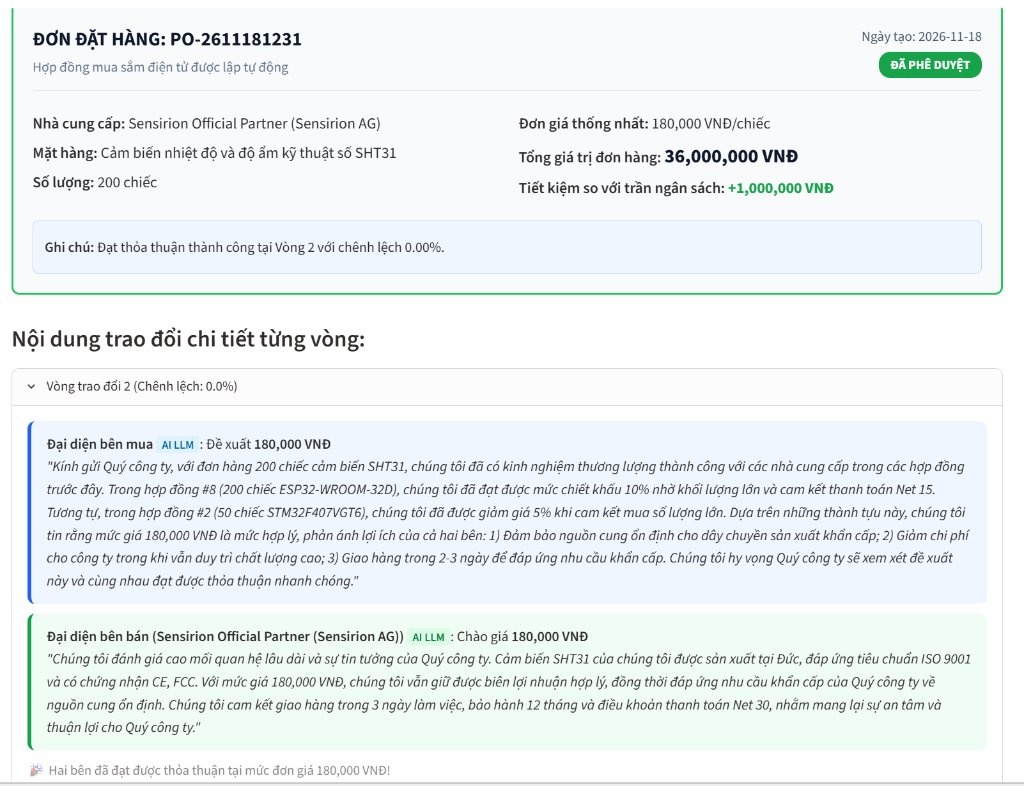 ĐƠN ĐẶT HÀNG: PO-2611181231
Ngày tạo: 2026-11-18
Hợp đồng mua sắm điện tử được lập tự động
ĐÃ PHÊ DUYỆT
Nhà cung cấp: Sensirion Official Partner (Sensirion AG)
Mặt hàng: Cảm biến nhiệt độ và độ ẩm kỹ thuật số SHT31
Số lượng: 200 chiếc
Đơn giá thống nhất: 180,000 VNĐ/chiếc
Tổng giá trị đơn hàng: 36,000,000 VNĐ
Tiết kiệm so với trần ngân sách: +1,000,000 VNĐ
Ghi chú: Đạt thỏa thuận thành công tại Vòng 2 với chênh lệch 0.00%.
Nội dung trao đổi chi tiết từng vòng:
Vòng trao đổi 2 (Chênh lệch: 0.0%)
Đại diện bên mua AI LLM : Đề xuất 180,000 VNĐ
"Kính gửi Quý công ty, với đơn hàng 200 chiếc cảm biến SHT31, chúng tôi đã có kinh nghiệm thương lượng thành công với các nhà cung cấp trong các hợp đồng
trước đây. Trong hợp đồng #8 (200 chiếc ESP32-WROOM-32D), chúng tôi đã đạt được mức chiết khấu 10% nhờ khối lượng lớn và cam kết thanh toán Net 15.
Tương tự, trong hợp đồng #2 (50 chiếc STM32F407VGT6), chúng tôi đã được giảm giá 5% khi cam kết mua số lượng lớn. Dựa trên những thành tựu này, chúng tôi
tin rằng mức giá 180,000 VNĐ là mức hợp lý, phản ánh lợi ích của cả hai bên: 1) Đảm bảo nguồn cung ổn định cho dây chuyền sản xuất khẩn cấp; 2) Giảm chi phí
cho công ty trong khi vẫn duy trì chất lượng cao; 3) Giao hàng trong 2-3 ngày để đáp ứng nhu cầu khẩn cấp. Chúng tôi hy vọng Quý công ty sẽ xem xét đề xuất
này và cùng nhau đạt được thỏa thuận nhanh chóng."
Đại diện bên bán (Sensirion Official Partner (Sensirion AG)) AI LLM : Chào giá 180,000 VNĐ
"Chúng tôi đánh giá cao mối quan hệ lâu dài và sự tin tưởng của Quý công ty. Cảm biến SHT31 của chúng tôi được sản xuất tại Đức, đáp ứng tiêu chuẩn ISO 9001
và có chứng nhận CE, FCC. Với mức giá 180,000 VNĐ, chúng tôi vẫn giữ được biên lợi nhuận hợp lý, đồng thời đáp ứng nhu cầu khẩn cấp của Quý công ty về
nguồn cung ổn định. Chúng tôi cam kết giao hàng trong 3 ngày làm việc, bảo hành 12 tháng và điều khoản thanh toán Net 30, nhằm mang lại sự an tâm và
thuận lợi cho Quý công ty."
🎉 Hai bên đã đạt được thỏa thuận tại mức đơn giá 180,000 VNĐ!